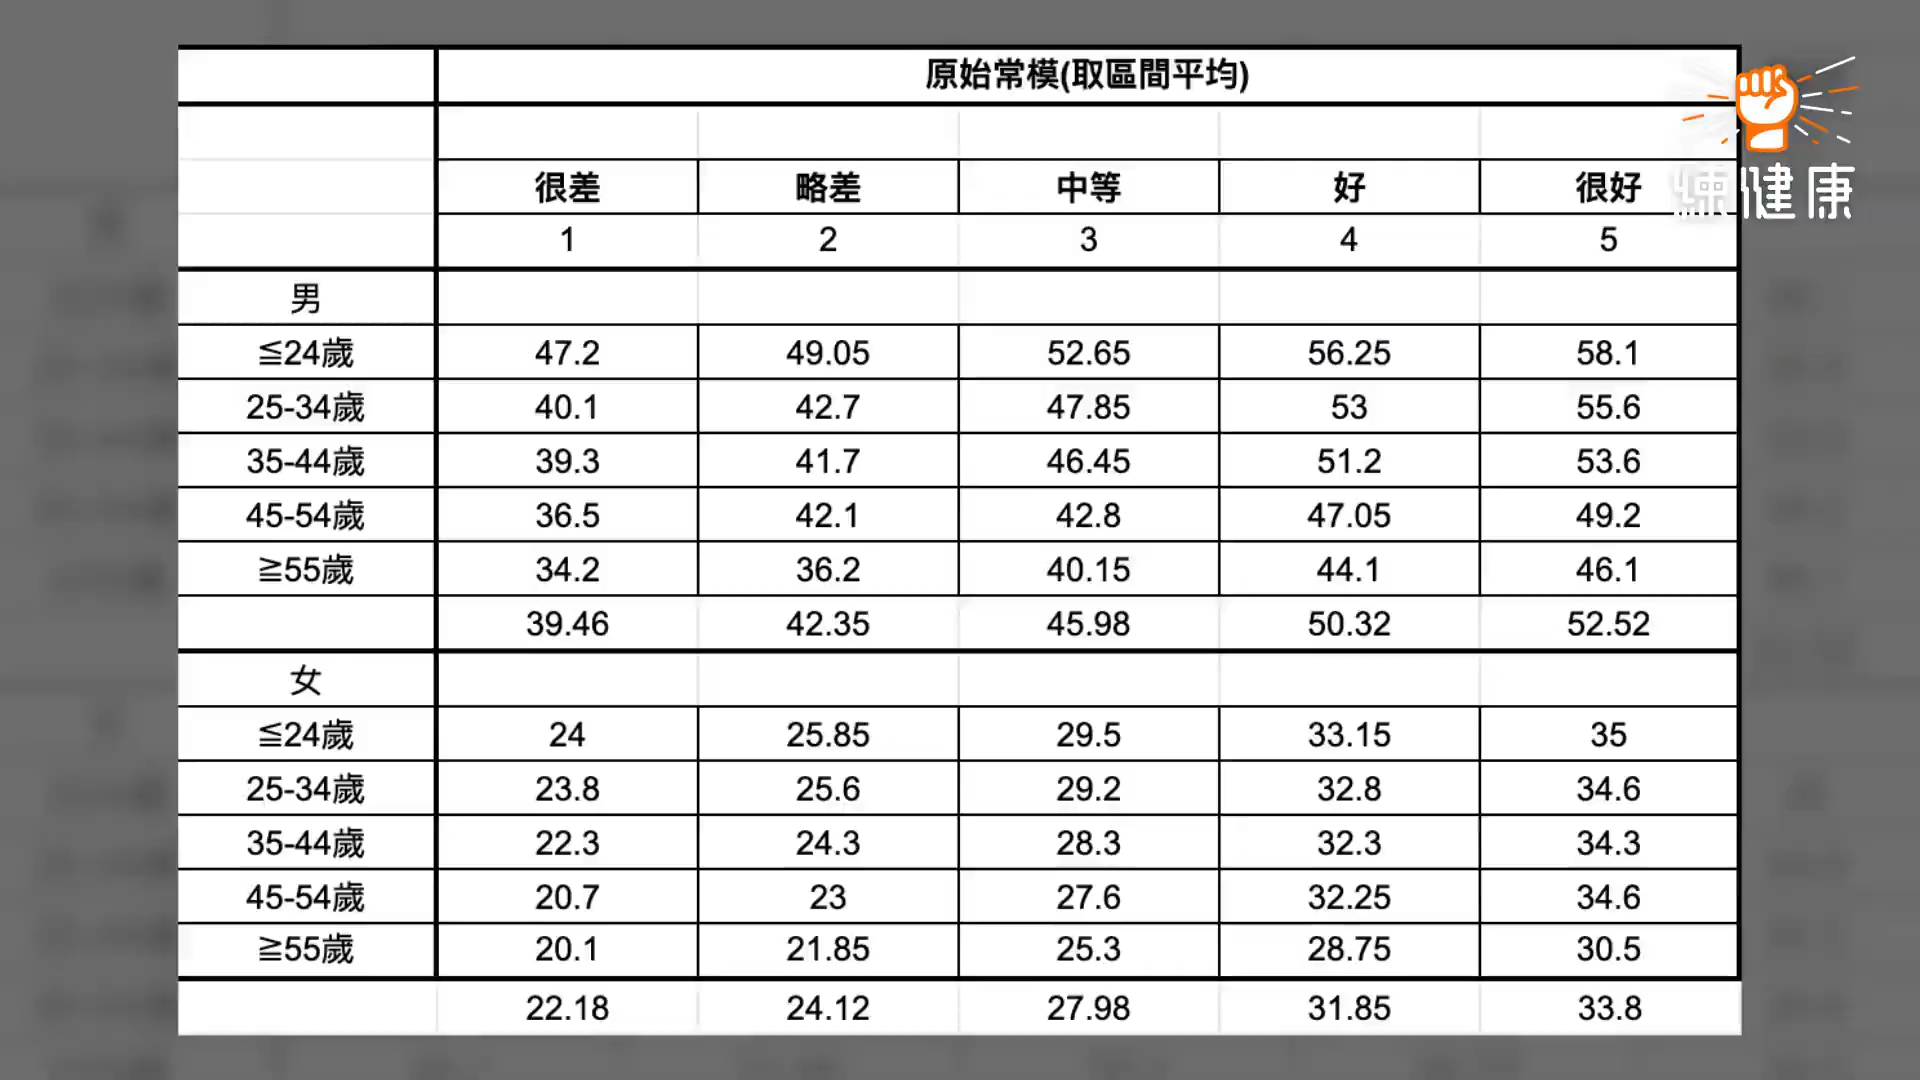 原始常模(取區間平均)
練健康
很差 略差 中等 好 很好
1 2 3 4 5
男
≦24歲 47.2 49.05 52.65 56.25 58.1
25-34歲 40.1 42.7 47.85 53 55.6
35-44歲 39.3 41.7 46.45 51.2 53.6
45-54歲 36.5 42.1 42.8 47.05 49.2
≧55歲 34.2 36.2 40.15 44.1 46.1
39.46 42.35 45.98 50.32 52.52
女
≦24歲 24 25.85 29.5 33.15 35
25-34歲 23.8 25.6 29.2 32.8 34.6
35-44歲 22.3 24.3 28.3 32.3 34.3
45-54歲 20.7 23 27.6 32.25 34.6
≧55歲 20.1 21.85 25.3 28.75 30.5
22.18 24.12 27.98 31.85 33.8